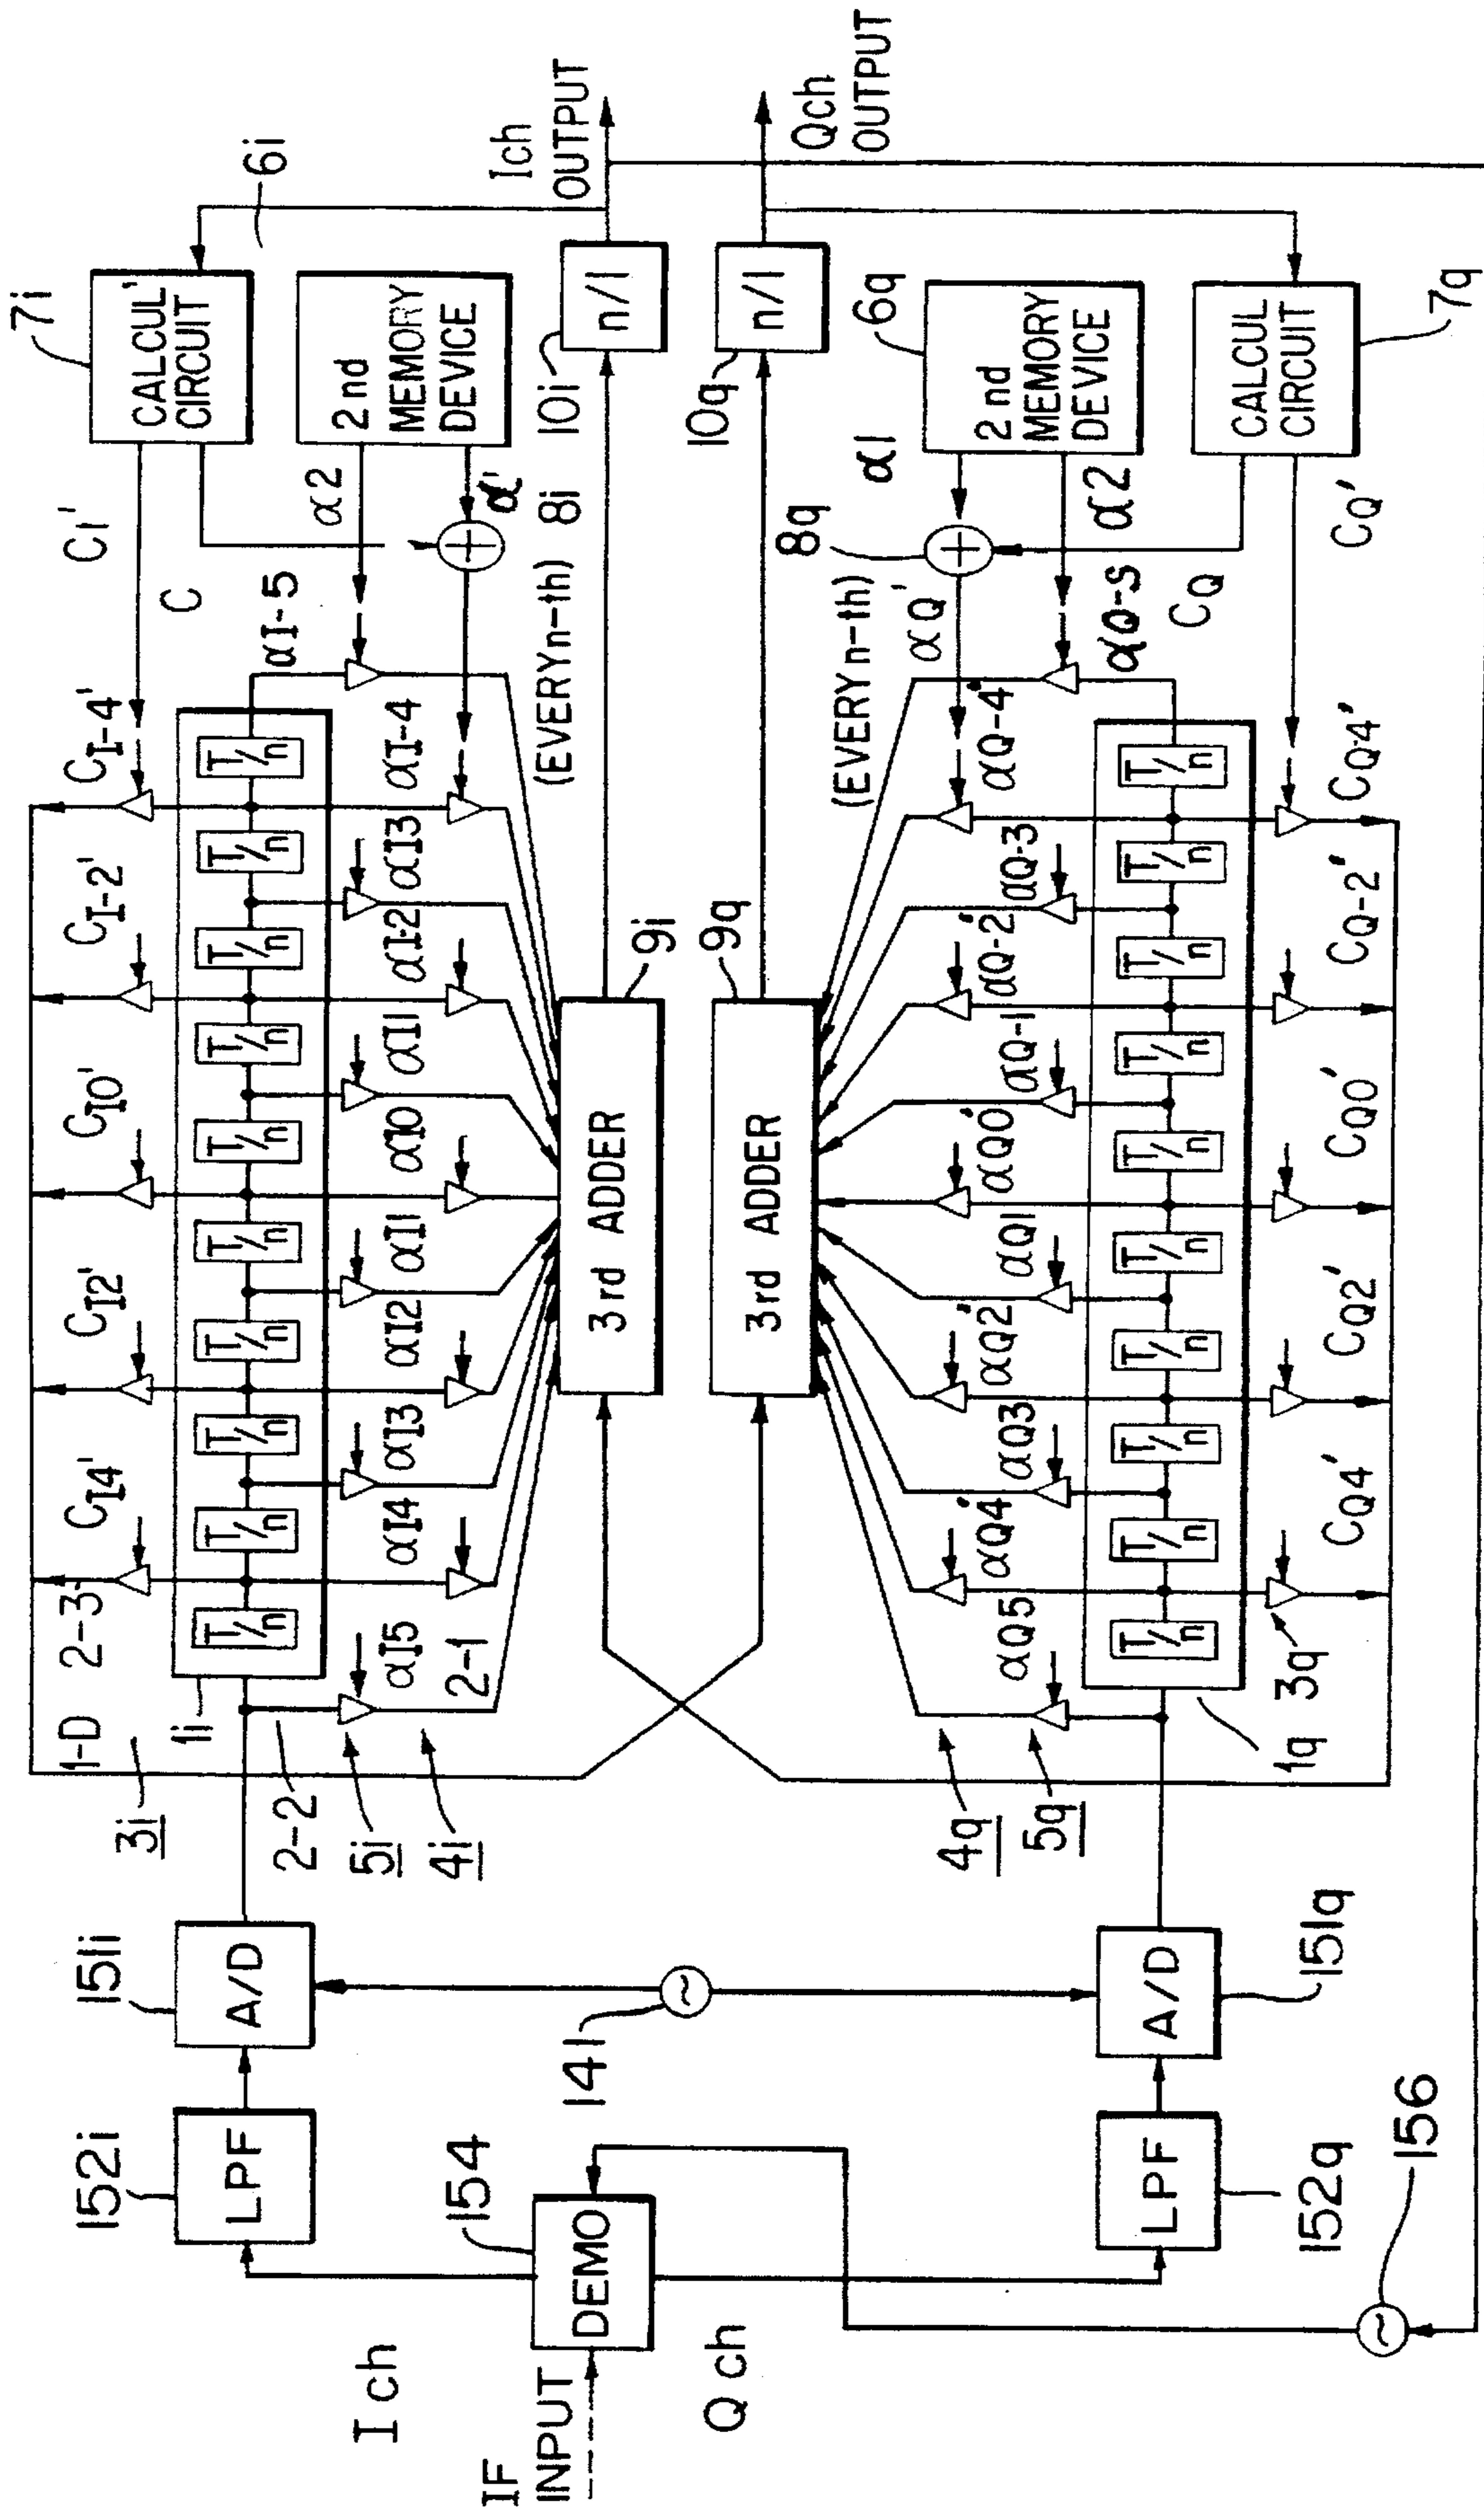 7i
CALCUL'
CIRCUIT
6i
2nd
MEMORY
DEVICE
Ich
OUTPUT
n/1
10i
Qch
OUTPUT
n/1
10q
6q
2nd
MEMORY
DEVICE
CALCUL'
CIRCUIT
7q
CI'
C
α2
α'
8i
(EVERY n-th)
α1
8q
α2
(EVERY n-th)
αQ'
CQ
CQ'
CI-4'
CI-2'
CI0'
CI2'
CI4'
2-3
1-D
3i
T/n T/n T/n T/n T/n T/n T/n T/n T/n T/n
1i
2-2
αI-5
αI-4
αI3
αI-2
αI1
αI0
αI1
αI2
αI3
αI4
αI5
2-1
5i
4i
3rd ADDER
9i
3rd ADDER
9q
αQ-S
αQ-4'
αQ-3
αQ-2'
αQ-1
αQ0'
αQ1
αQ2'
αQ3
αQ4'
αQ5
4q
5q
T/n T/n T/n T/n T/n T/n T/n T/n T/n T/n
1q
3q
CQ-4'
CQ-2'
CQ0'
CQ2'
CQ4'
151i
A/D
141
A/D
151q
152i
LPF
154
DEMO
LPF
152q
156
I ch
IF
INPUT
Q ch